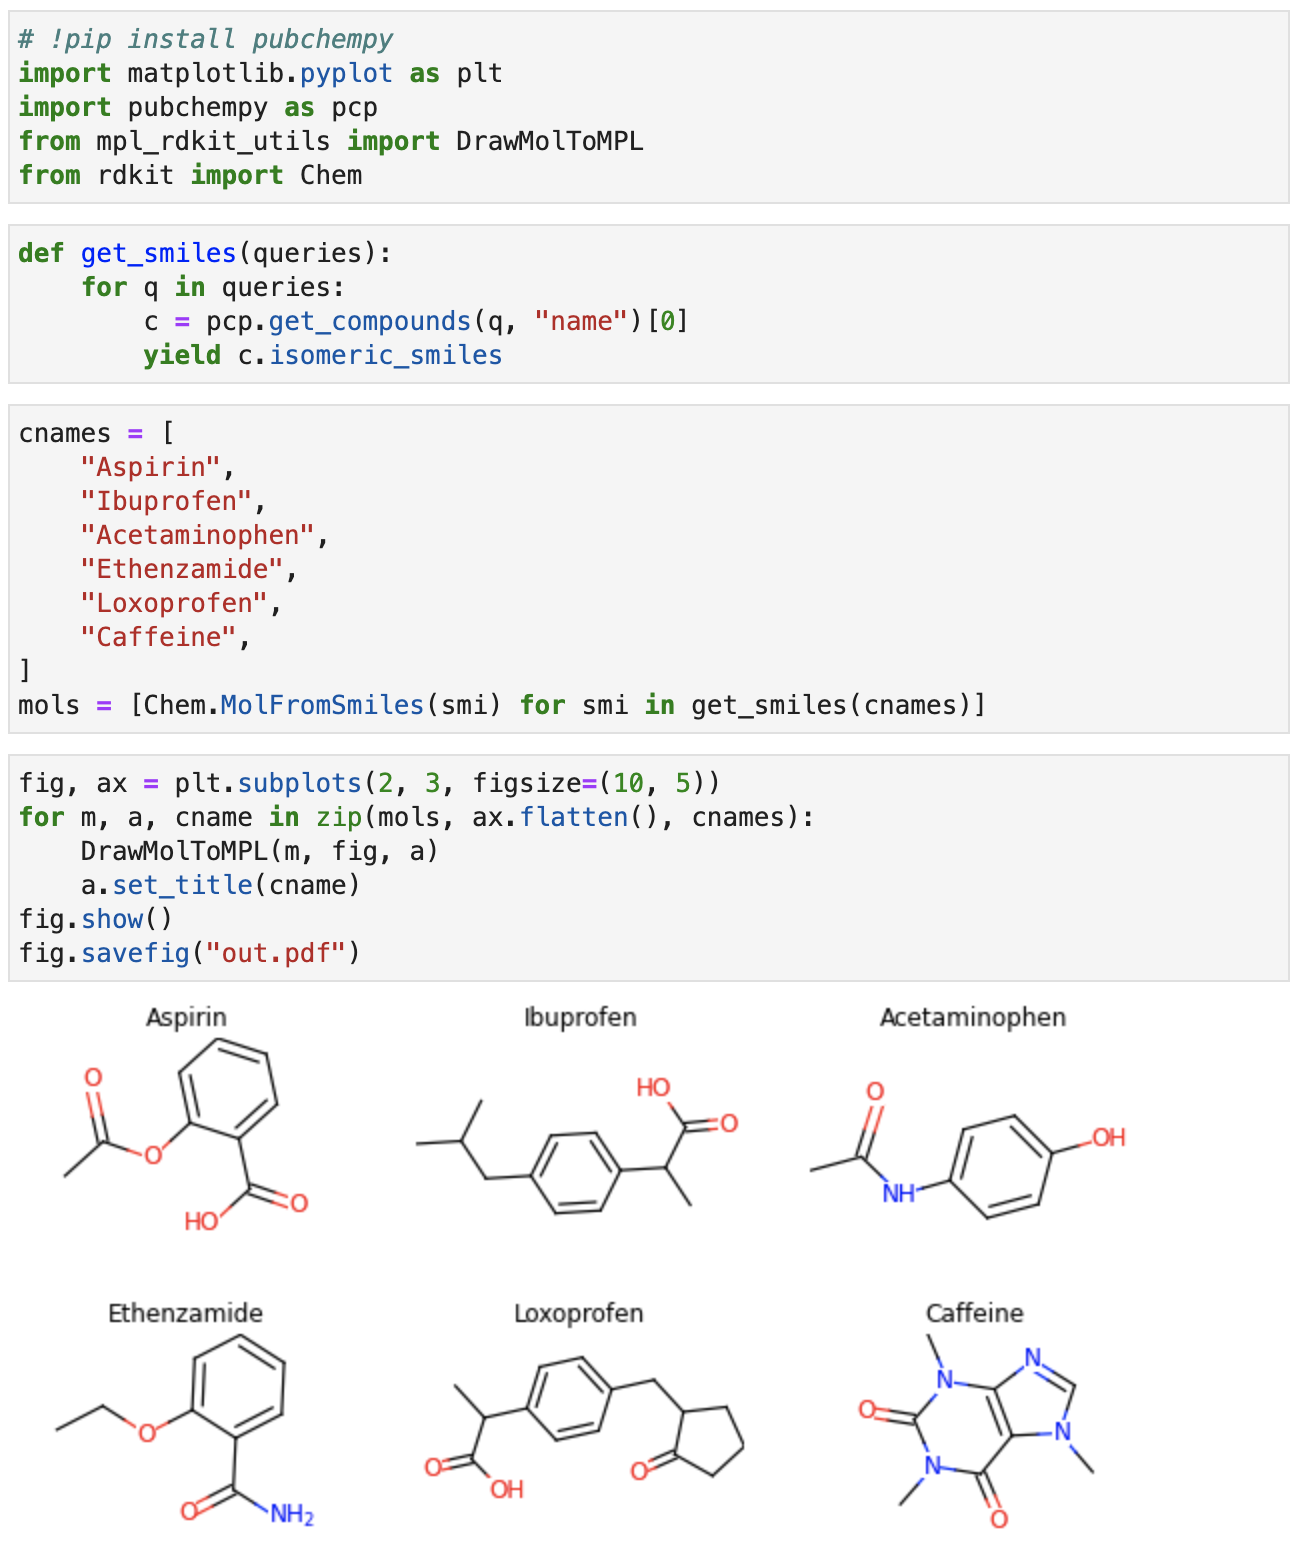 # !pip install pubchempy
import matplotlib.pyplot as plt
import pubchempy as pcp
from mpl_rdkit_utils import DrawMolToMPL
from rdkit import Chem
def get_smiles(queries):
    for q in queries:
        c = pcp.get_compounds(q, "name")[0]
        yield c.isomeric_smiles
cnames = [
    "Aspirin",
    "Ibuprofen",
    "Acetaminophen",
    "Ethenzamide",
    "Loxoprofen",
    "Caffeine",
]
mols = [Chem.MolFromSmiles(smi) for smi in get_smiles(cnames)]
fig, ax = plt.subplots(2, 3, figsize=(10, 5))
for m, a, cname in zip(mols, ax.flatten(), cnames):
    DrawMolToMPL(m, fig, a)
    a.set_title(cname)
fig.show()
fig.savefig("out.pdf")
Aspirin
O
O
O
HO
Ibuprofen
HO
O
Acetaminophen
O
OH
NH
Ethenzamide
O
O
NH₂
Loxoprofen
O
OH
O
Caffeine
N
N
O
N
N
O